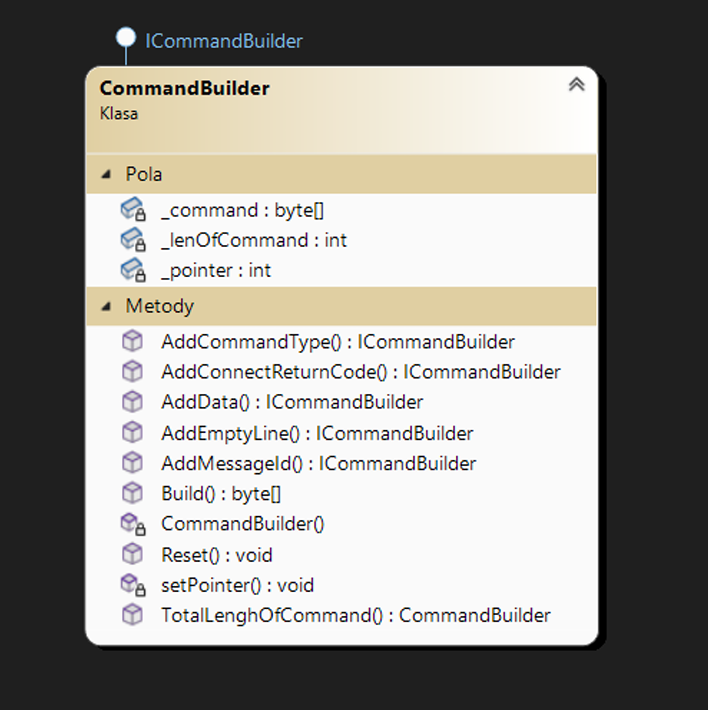 ICommandBuilder
CommandBuilder
Klasa
Pola
_command : byte[]
_lenOfCommand : int
_pointer : int
Metody
AddCommandType() : ICommandBuilder
AddConnectReturnCode() : ICommandBuilder
AddData() : ICommandBuilder
AddEmptyLine() : ICommandBuilder
AddMessageId() : ICommandBuilder
Build() : byte[]
CommandBuilder()
Reset() : void
setPointer() : void
TotalLenghOfCommand() : CommandBuilder